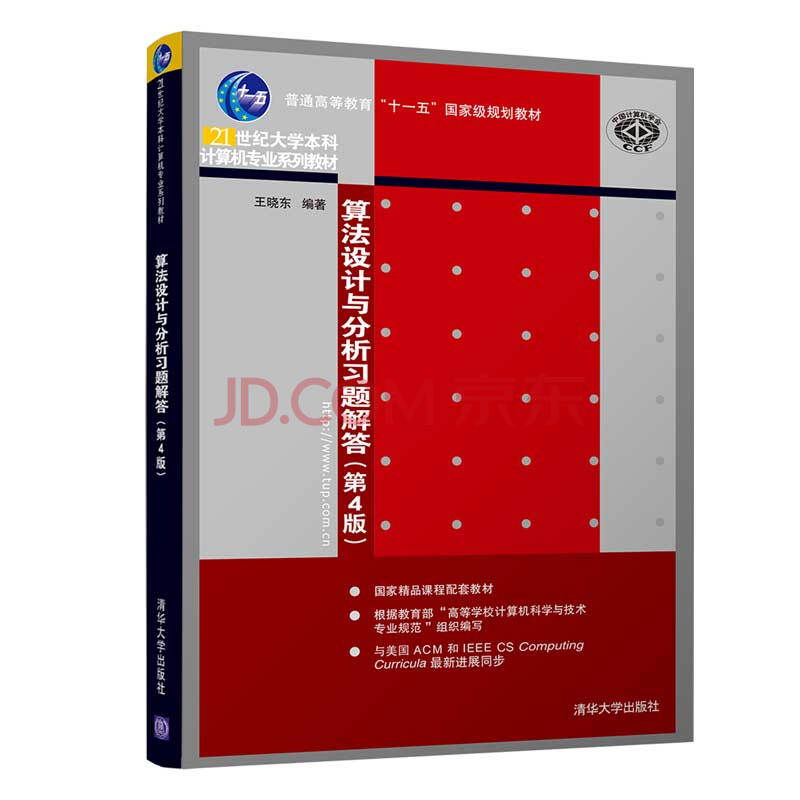 21世纪大学本科计算机专业系列教材
算法设计与分析习题解答(第4版)
清华大学出版社
十一五
普通高等教育“十一五”国家级规划教材
中国计算机学会
CCF
21世纪大学本科
计算机专业系列教材
王晓东 编著
算法设计与分析习题解答(第4版)
http://www.tup.com.cn
JD.COM 京东
国家精品课程配套教材
根据教育部“高等学校计算机科学与技术
专业规范”组织编写
与美国 ACM 和 IEEE CS Computing
Curricula 最新进展同步
清华大学出版社